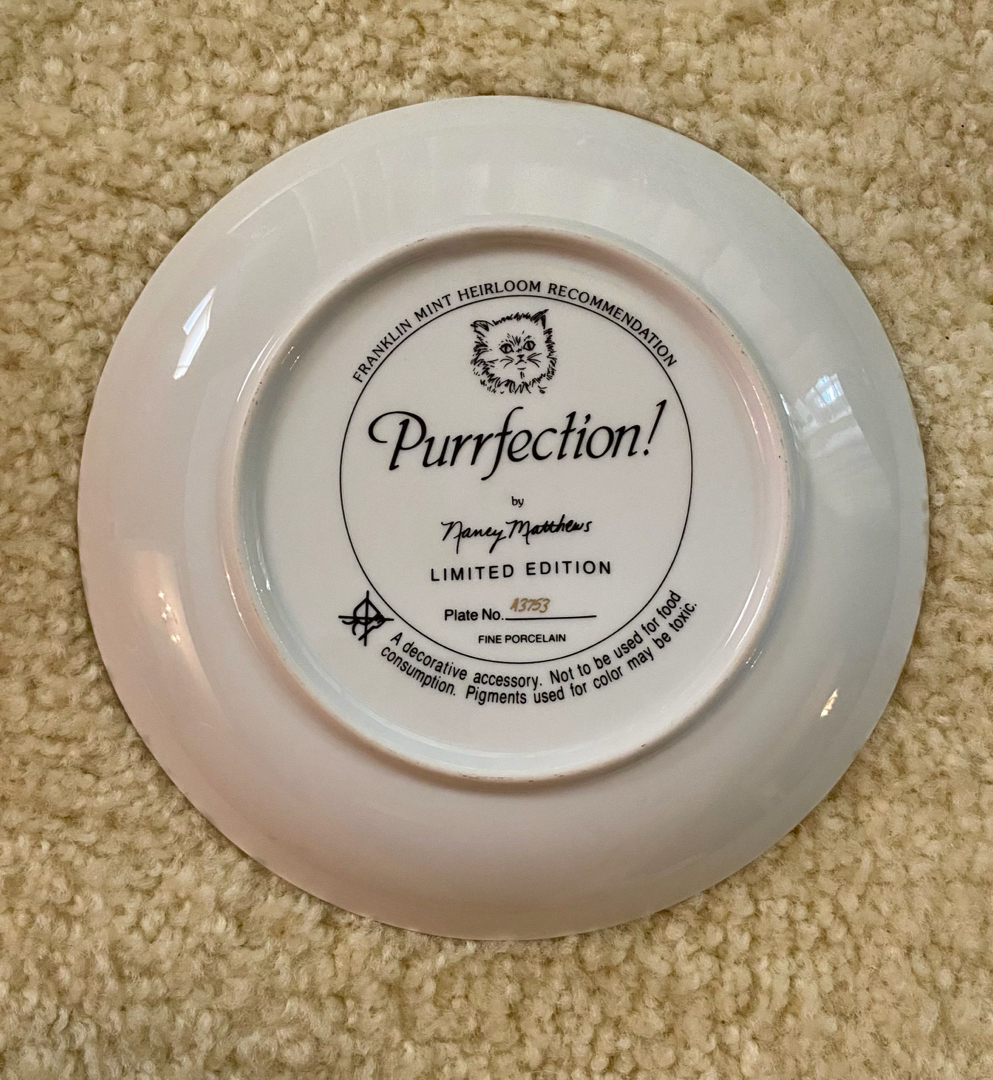 FRANKLIN MINT HEIRLOOM RECOMMENDATION
Purrfection!
by
Nancy Matthews
LIMITED EDITION
Plate No. A3753
FINE PORCELAIN
A decorative accessory. Not to be used for food
consumption. Pigments used for color may be toxic.